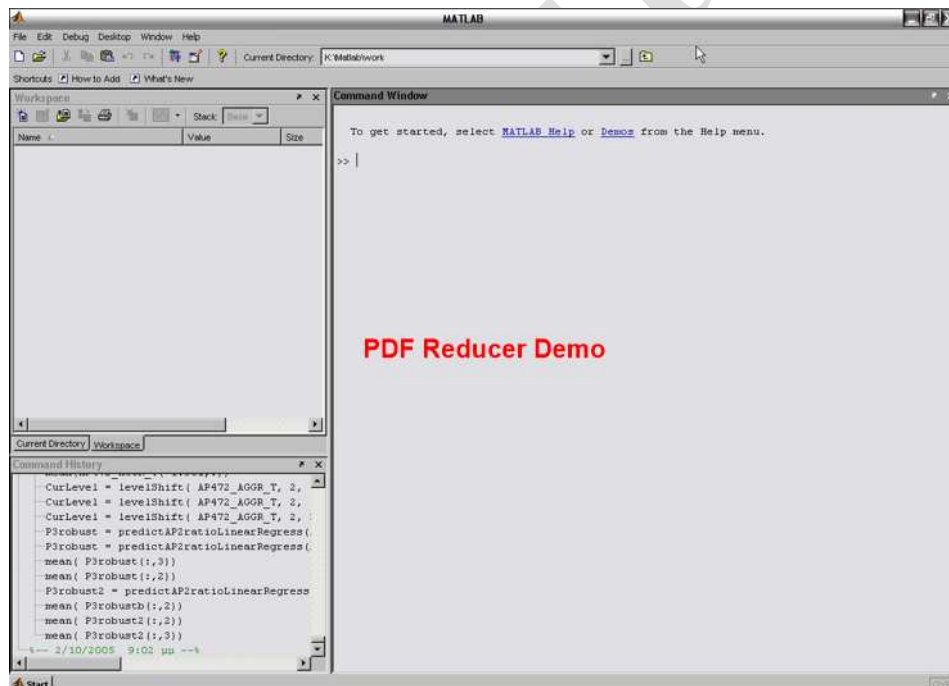 MATLAB
File Edit Debug Desktop Window Help
Current Directory: K:\Matlab\work
Shortcuts How to Add What's New
Workspace
Stack: Base
Name Value Size
Current Directory Workspace
Command History
CurLevel = levelShift( AP472_AGGR_T, 2,
CurLevel = levelShift( AP472_AGGR_T, 2,
CurLevel = levelShift( AP472_AGGR_T, 2,
P3robust = predictAP2ratioLinearRegress(
P3robust = predictAP2ratioLinearRegress(
mean( P3robust(:,3))
mean( P3robust(:,2))
P3robust2 = predictAP2ratioLinearRegress
mean( P3robustb(:,2))
mean( P3robust2(:,2))
mean( P3robust2(:,3))
%-- 2/10/2005 9:02 μμ --%
Command Window
To get started, select MATLAB Help or Demos from the Help menu.
>>
PDF Reducer Demo
Start